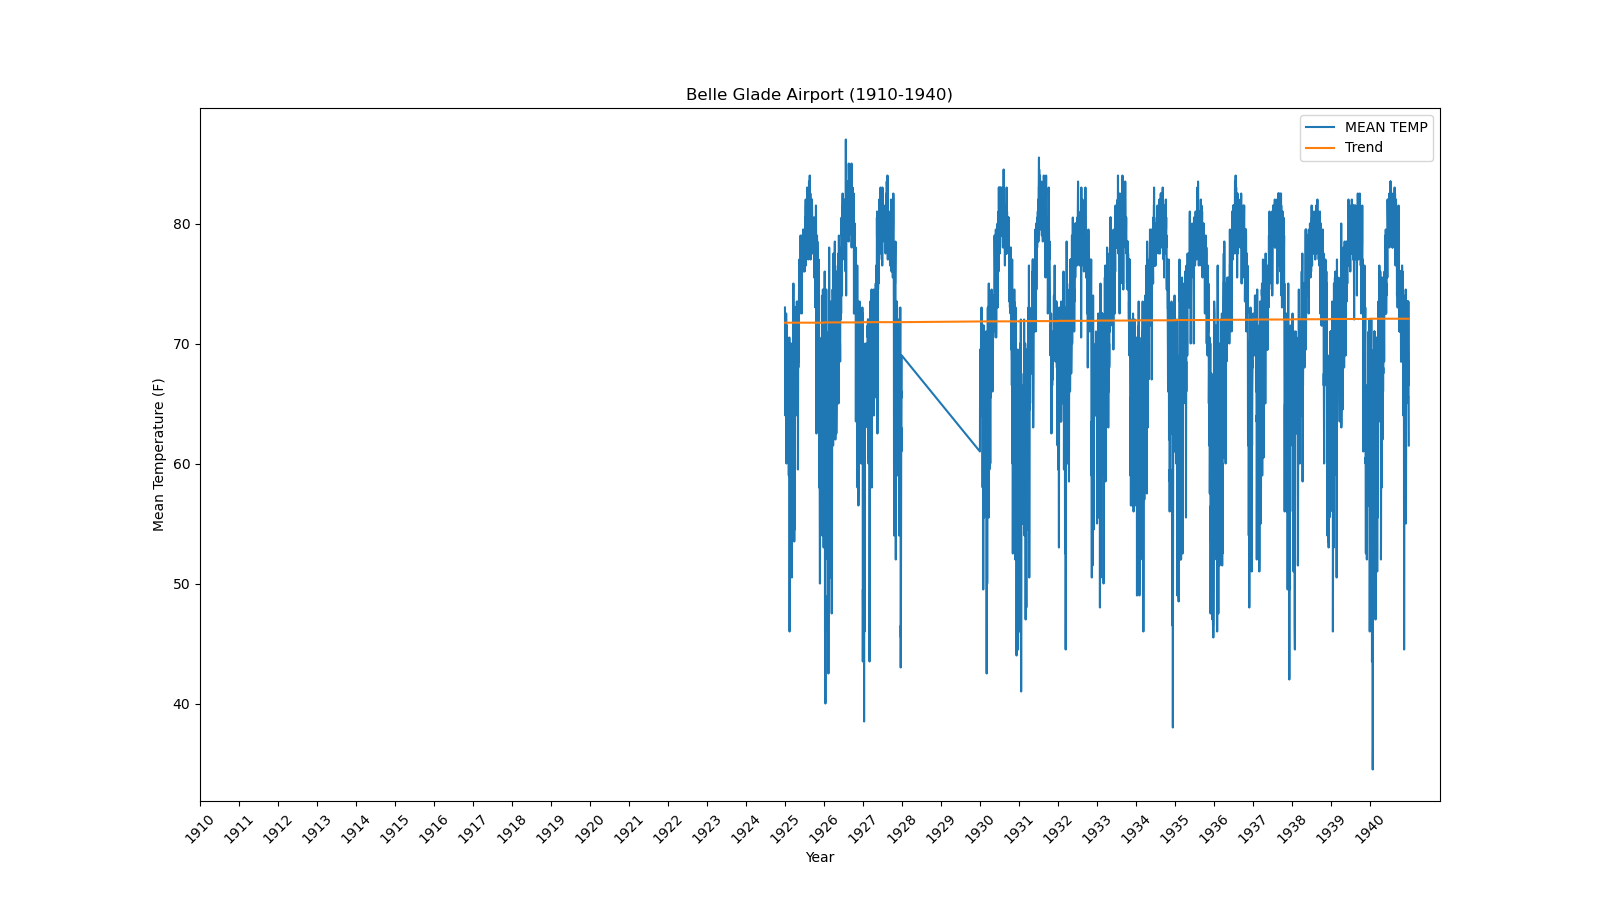 Belle Glade Airport (1910-1940)
MEAN TEMP
Trend
Mean Temperature (F)
80
70
60
50
40
1910 1911 1912 1913 1914 1915 1916 1917 1918 1919 1920 1921 1922 1923 1924 1925 1926 1927 1928 1929 1930 1931 1932 1933 1934 1935 1936 1937 1938 1939 1940
Year